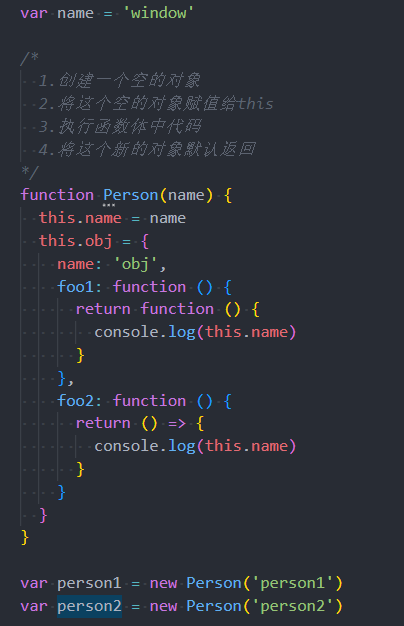 var name = 'window'
/*
1.创建一个空的对象
2.将这个空的对象赋值给this
3.执行函数体中代码
4.将这个新的对象默认返回
*/
function Person(name) {
this.name = name
this.obj = {
name: 'obj',
foo1: function () {
return function () {
console.log(this.name)
}
},
foo2: function () {
return () => {
console.log(this.name)
}
}
}
}
var person1 = new Person('person1')
var person2 = new Person('person2')